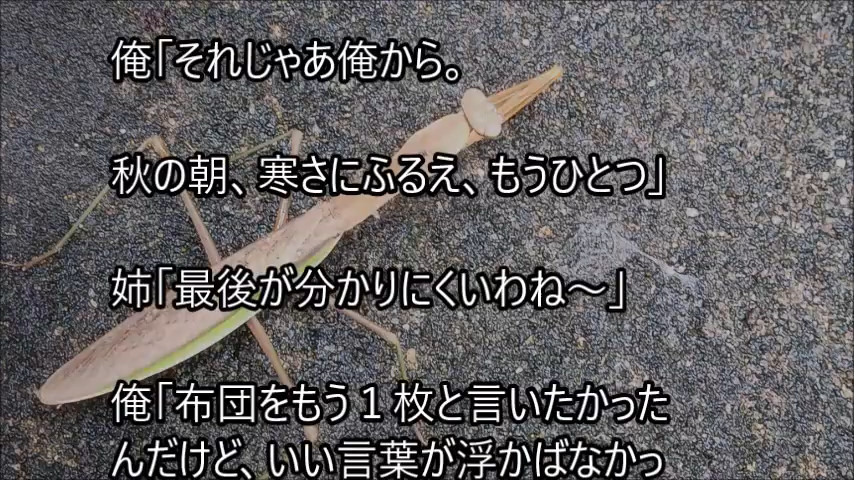 俺「それじゃあ俺から。
秋の朝、寒さにふるえ、もうひとつ」
姉「最後が分かりにくいわね～」
俺「布団をもう１枚と言いたかった
んだけど、いい言葉が浮かばなかっ